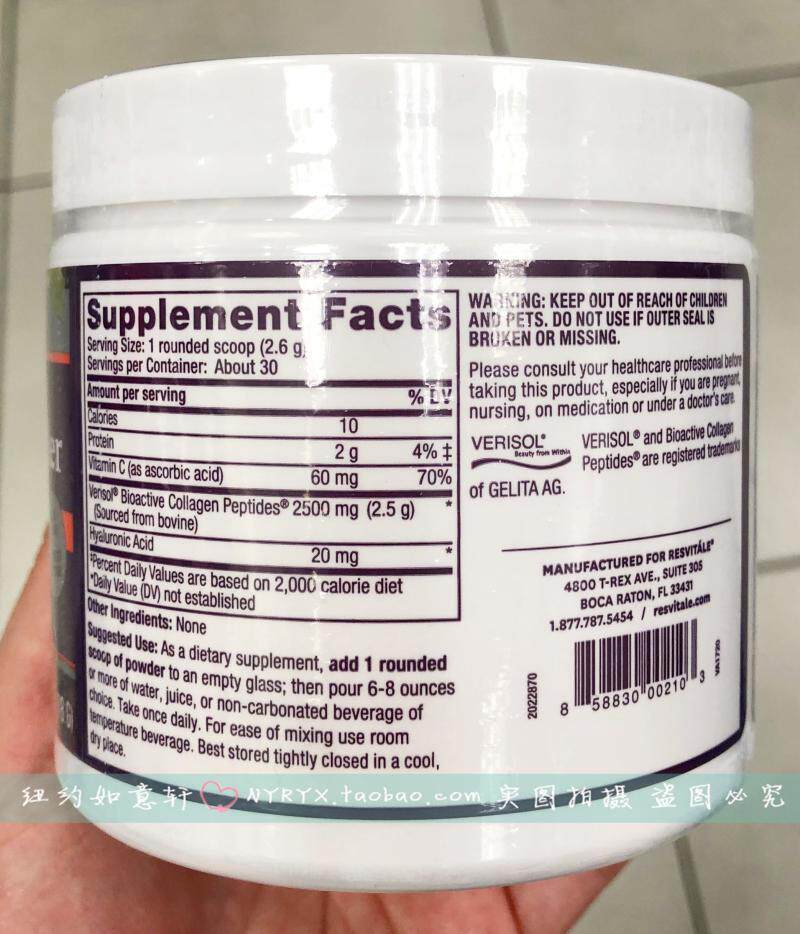 Supplement Facts
Serving Size: 1 rounded scoop (2.6 g)
Servings per Container: About 30
Amount per serving % DV
Calories 10
Protein 2 g 4% ‡
Vitamin C (as ascorbic acid) 60 mg 70%
Verisol® Bioactive Collagen Peptides® 2500 mg (2.5 g) *
(Sourced from bovine)
Hyaluronic Acid 20 mg *
‡Percent Daily Values are based on 2,000 calorie diet
*Daily Value (DV) not established
Other Ingredients: None
Suggested Use: As a dietary supplement, add 1 rounded
scoop of powder to an empty glass; then pour 6-8 ounces
or more of water, juice, or non-carbonated beverage of
choice. Take once daily. For ease of mixing use room
temperature beverage. Best stored tightly closed in a cool,
dry place.
WARNING: KEEP OUT OF REACH OF CHILDREN
AND PETS. DO NOT USE IF OUTER SEAL IS
BROKEN OR MISSING.
Please consult your healthcare professional before
taking this product, especially if you are pregnant,
nursing, on medication or under a doctor's care.
VERISOL®
Beauty from Within
VERISOL® and Bioactive Collagen
Peptides® are registered trademarks
of GELITA AG.
MANUFACTURED FOR RESVITÁLE®
4800 T-REX AVE., SUITE 305
BOCA RATON, FL 33431
1.877.787.5454 / resvitale.com
2022870
VA1720
8 58830 00210 3
er
纽约如意轩 NYRYX.taobao.com 实图拍摄 盗图必究